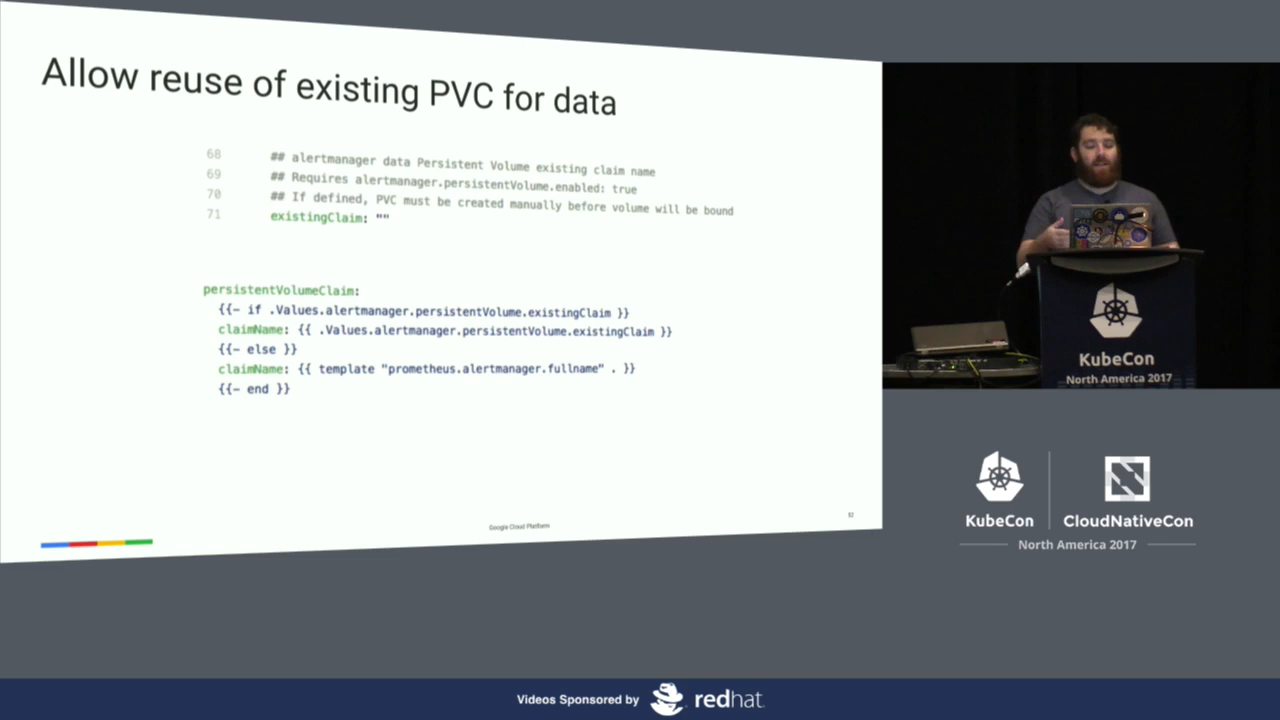 Allow reuse of existing PVC for data
68 ## alertmanager data Persistent Volume existing claim name
69 ## Requires alertmanager.persistentVolume.enabled: true
70 ## If defined, PVC must be created manually before volume will be bound
71 existingClaim: ""
persistentVolumeClaim:
{{- if .Values.alertmanager.persistentVolume.existingClaim }}
claimName: {{ .Values.alertmanager.persistentVolume.existingClaim }}
{{- else }}
claimName: {{ template "prometheus.alertmanager.fullname" . }}
{{- end }}
Google Cloud Platform
KubeCon
North America 2017
KubeCon
CloudNativeCon
North America 2017
Videos Sponsored by
redhat.